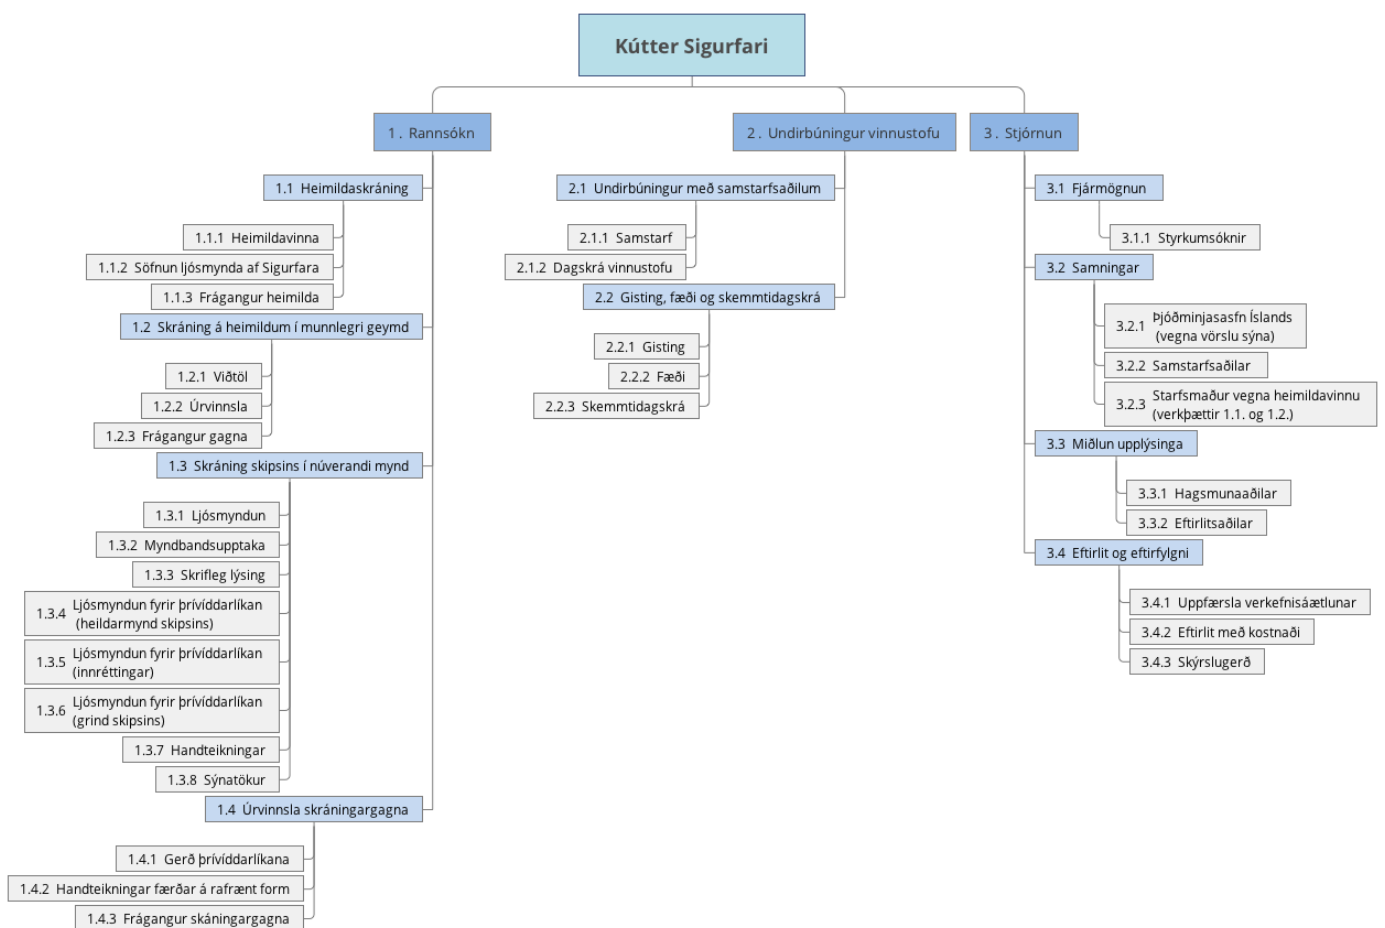 Kútter Sigurfari
1 . Rannsókn
1.1 Heimildaskráning
1.1.1 Heimildavinna
1.1.2 Söfnun ljósmynda af Sigurfara
1.1.3 Frágangur heimilda
1.2 Skráning á heimildum í munnlegri geymd
1.2.1 Viðtöl
1.2.2 Úrvinnsla
1.2.3 Frágangur gagna
1.3 Skráning skipsins í núverandi mynd
1.3.1 Ljósmyndun
1.3.2 Myndbandsupptaka
1.3.3 Skrifleg lýsing
1.3.4 Ljósmyndun fyrir þrívíddarlíkan
(heildarmynd skipsins)
1.3.5 Ljósmyndun fyrir þrívíddarlíkan
(innréttingar)
1.3.6 Ljósmyndun fyrir þrívíddarlíkan
(grind skipsins)
1.3.7 Handteikningar
1.3.8 Sýnatökur
1.4 Úrvinnsla skráningargagna
1.4.1 Gerð þrívíddarlíkana
1.4.2 Handteikningar færðar á rafrænt form
1.4.3 Frágangur skáningargagna
2 . Undirbúningur vinnustofu
2.1 Undirbúningur með samstarfsaðilum
2.1.1 Samstarf
2.1.2 Dagskrá vinnustofu
2.2 Gisting, fæði og skemmtidagskrá
2.2.1 Gisting
2.2.2 Fæði
2.2.3 Skemmtidagskrá
3 . Stjórnun
3.1 Fjármögnun
3.1.1 Styrkumsóknir
3.2 Samningar
3.2.1 Þjóðminjasasfn Íslands
(vegna vörslu sýna)
3.2.2 Samstarfsaðilar
3.2.3 Starfsmaður vegna heimildavinnu
(verkþættir 1.1. og 1.2.)
3.3 Miðlun upplýsinga
3.3.1 Hagsmunaaðilar
3.3.2 Eftirlitsaðilar
3.4 Eftirlit og eftirfylgni
3.4.1 Uppfærsla verkefnisáætlunar
3.4.2 Eftirlit með kostnaði
3.4.3 Skýrslugerð